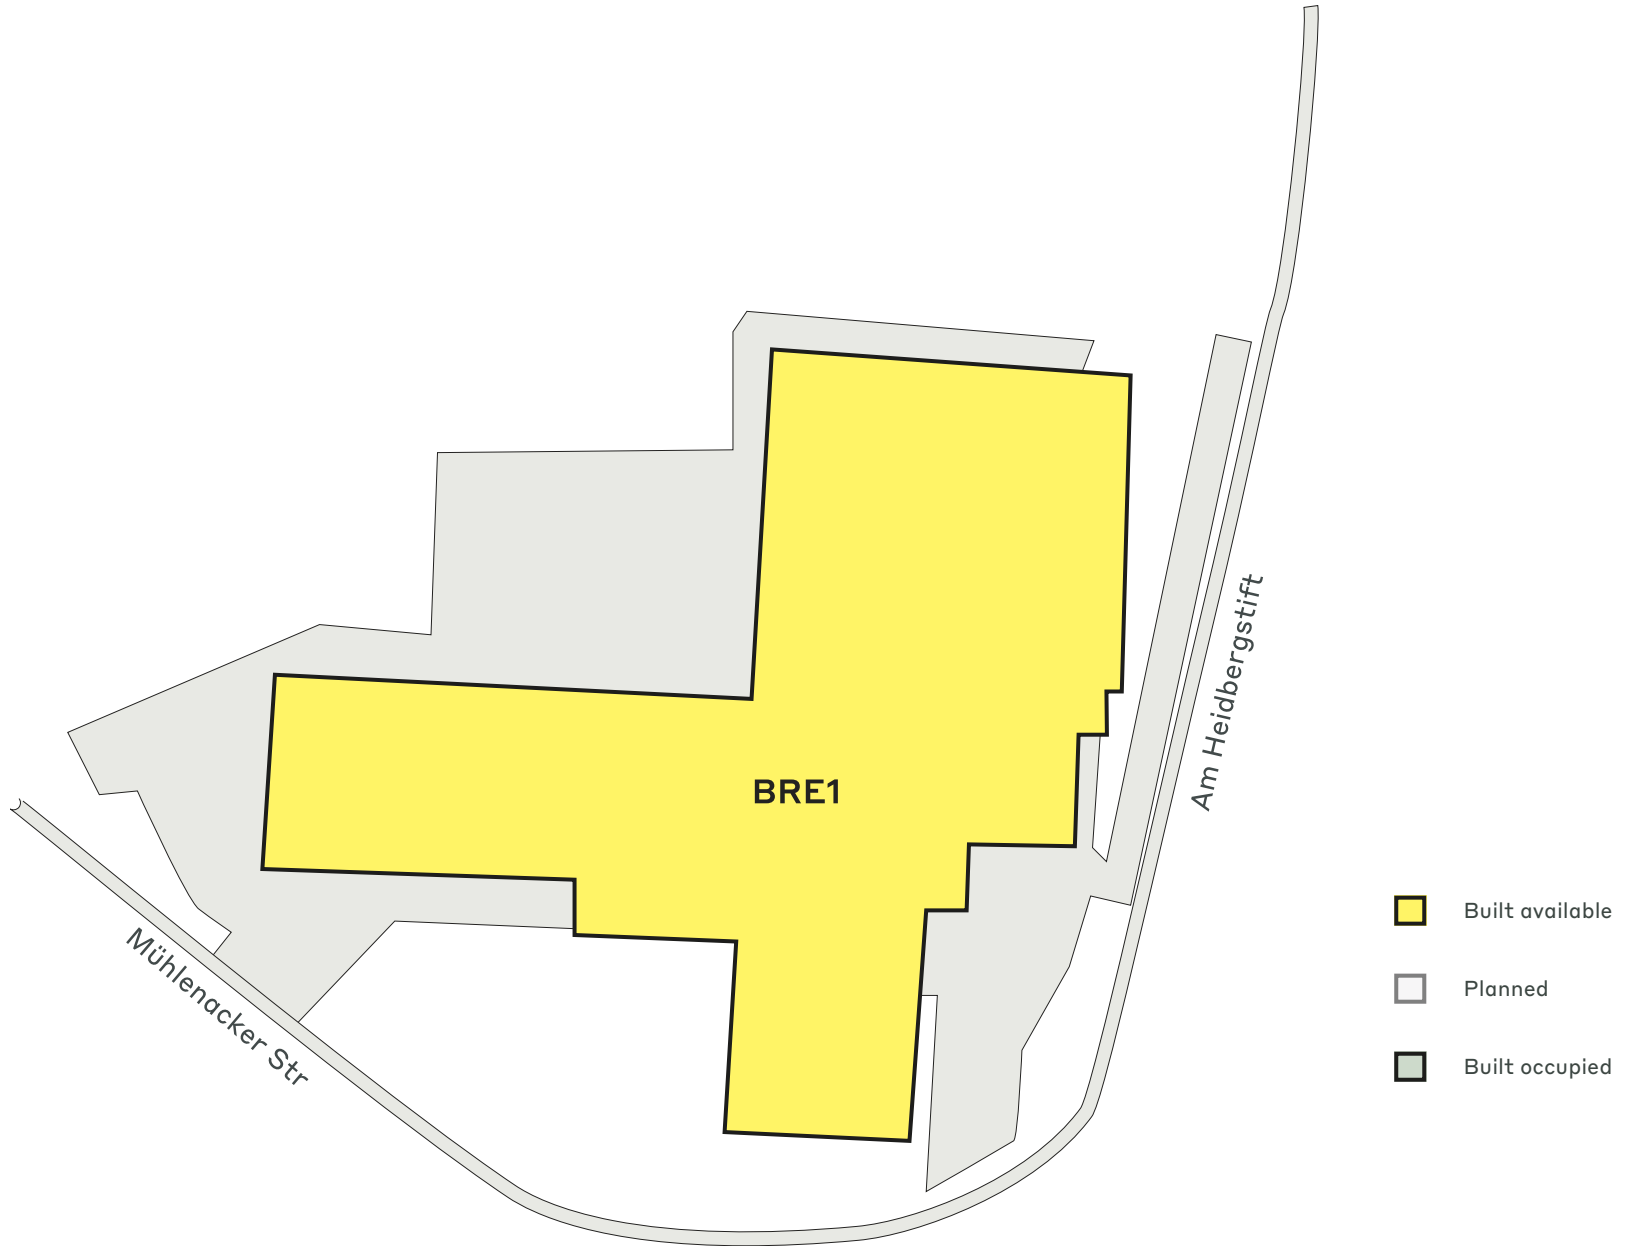 Am Heidbergstift
BRE1
Mühlenacker Str
Built available
Planned
Built occupied